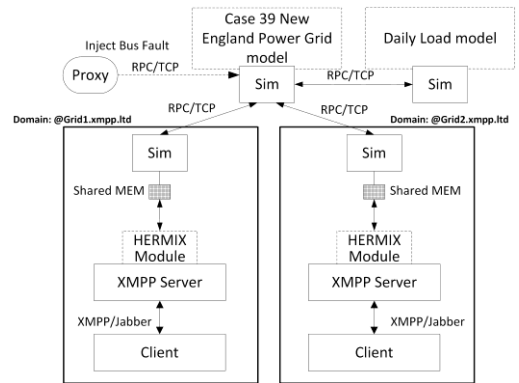 Case 39 New
England Power Grid
model
Daily Load model
Inject Bus Fault
Proxy
RPC/TCP
Sim
RPC/TCP
Sim
RPC/TCP
RPC/TCP
Domain: @Grid1.xmpp.ltd
Sim
Shared MEM
HERMIX
Module
XMPP Server
XMPP/Jabber
Client
Domain: @Grid2.xmpp.ltd
Sim
Shared MEM
HERMIX
Module
XMPP Server
XMPP/Jabber
Client